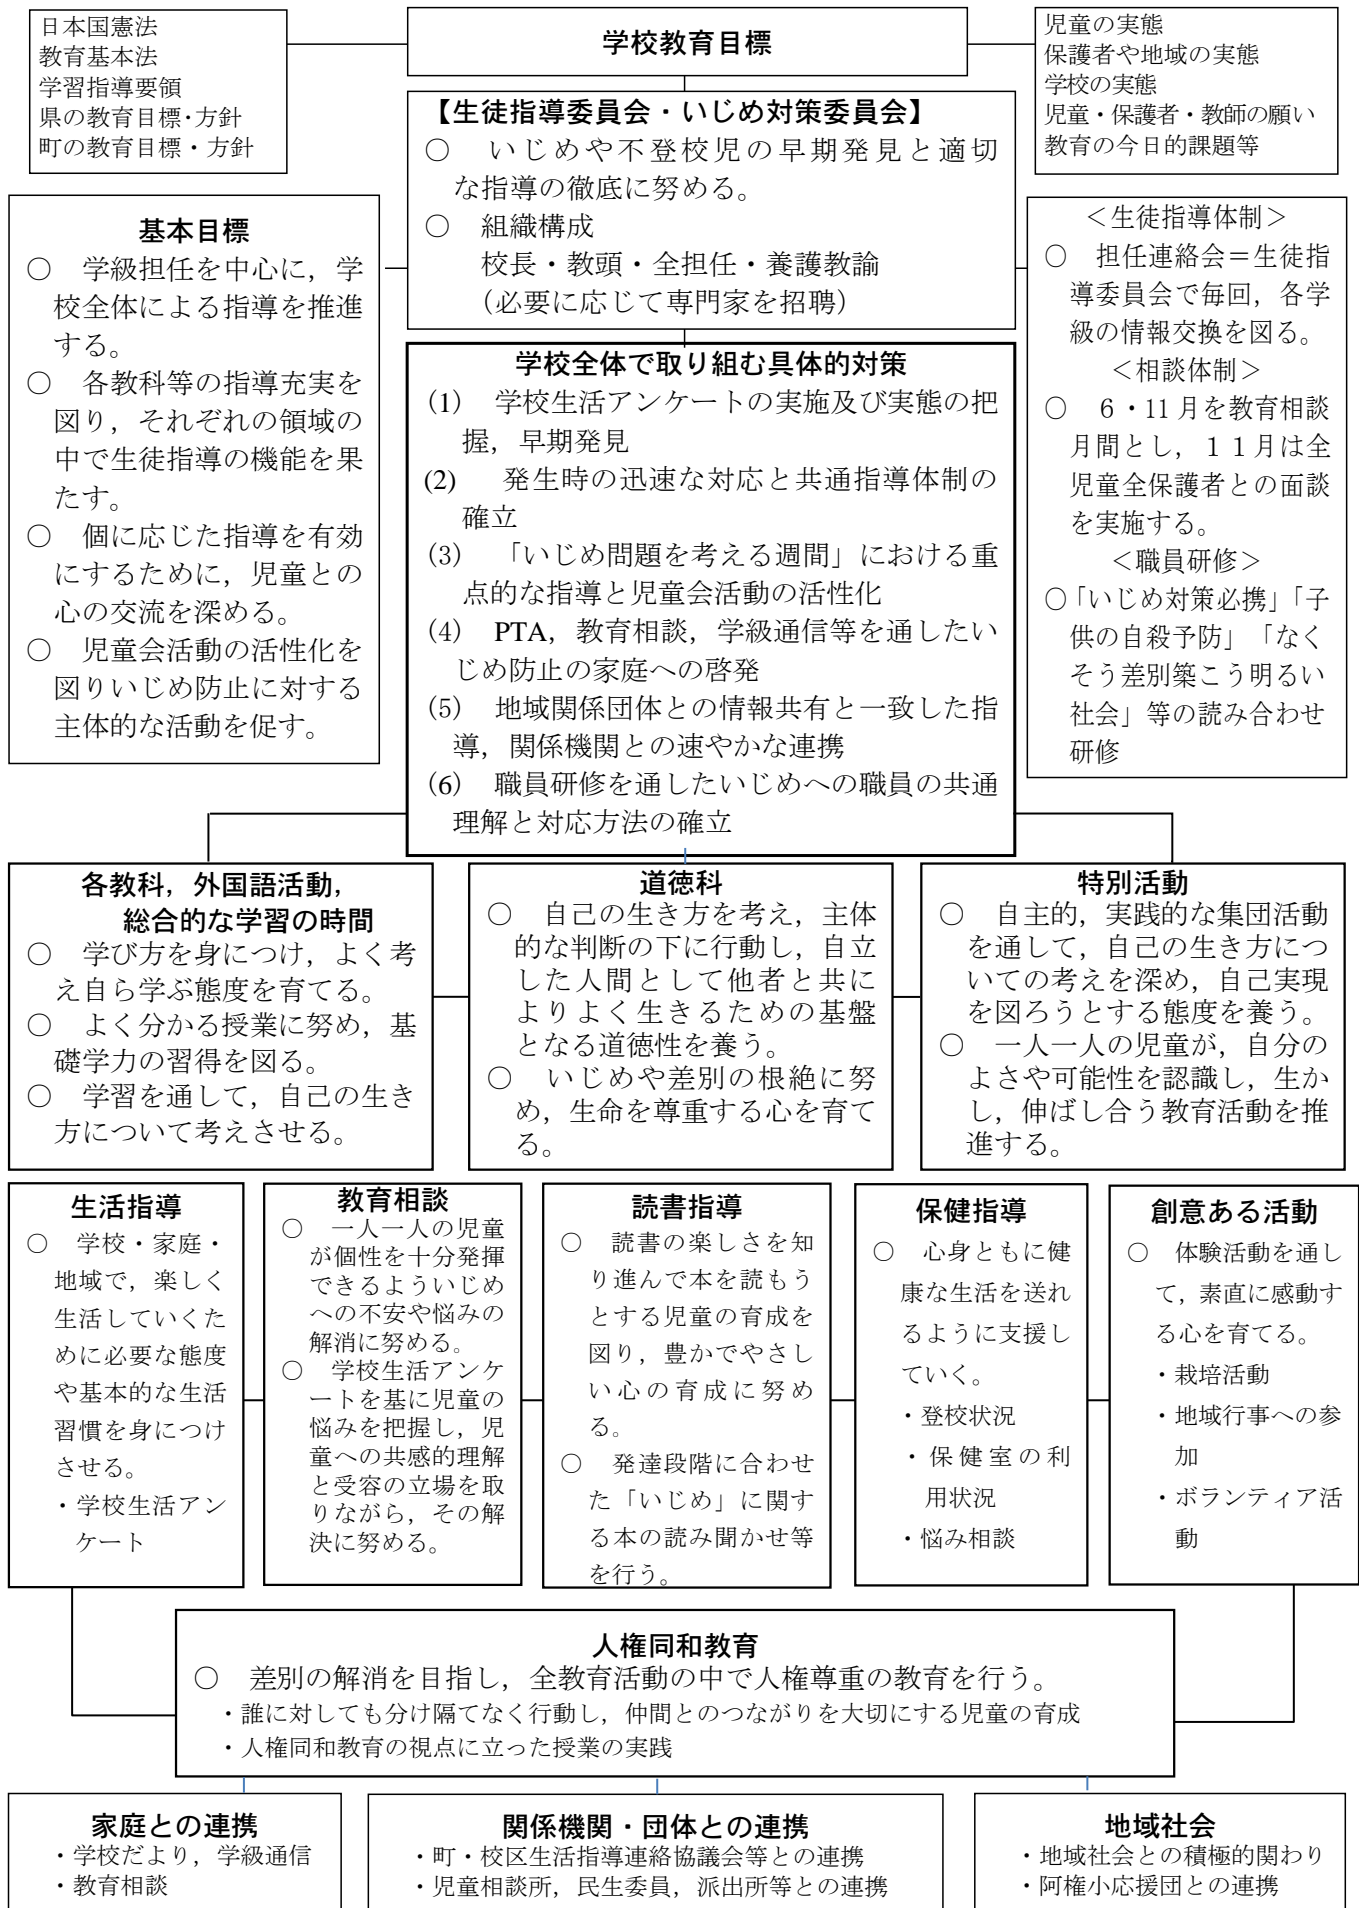 日本国憲法
教育基本法
学習指導要領
県の教育目標・方針
町の教育目標・方針
学校教育目標
児童の実態
保護者や地域の実態
学校の実態
児童・保護者・教師の願い
教育の今日的課題等
【生徒指導委員会・いじめ対策委員会】
○　いじめや不登校児の早期発見と適切
な指導の徹底に努める。
○　組織構成
校長・教頭・全担任・養護教諭
（必要に応じて専門家を招聘）
基本目標
○　学級担任を中心に，学
校全体による指導を推進
する。
○　各教科等の指導充実を
図り，それぞれの領域の
中で生徒指導の機能を果
たす。
○　個に応じた指導を有効
にするために，児童との
心の交流を深める。
○　児童会活動の活性化を
図りいじめ防止に対する
主体的な活動を促す。
＜生徒指導体制＞
○　担任連絡会＝生徒指
導委員会で毎回，各学
級の情報交換を図る。
＜相談体制＞
○　６・11月を教育相談
月間とし，１１月は全
児童全保護者との面談
を実施する。
＜職員研修＞
○「いじめ対策必携」「子
供の自殺予防」「なく
そう差別築こう明るい
社会」等の読み合わせ
研修
学校全体で取り組む具体的対策
(1)　学校生活アンケートの実施及び実態の把
握，早期発見
(2)　発生時の迅速な対応と共通指導体制の
確立
(3)　「いじめ問題を考える週間」における重
点的な指導と児童会活動の活性化
(4)　PTA，教育相談，学級通信等を通したい
じめ防止の家庭への啓発
(5)　地域関係団体との情報共有と一致した指
導，関係機関との速やかな連携
(6)　職員研修を通したいじめへの職員の共通
理解と対応方法の確立
各教科，外国語活動，
総合的な学習の時間
○　学び方を身につけ，よく考
え自ら学ぶ態度を育てる。
○　よく分かる授業に努め，基
礎学力の習得を図る。
○　学習を通して，自己の生き
方について考えさせる。
道徳科
○　自己の生き方を考え，主体
的な判断の下に行動し，自立
した人間として他者と共に
よりよく生きるための基盤
となる道徳性を養う。
○　いじめや差別の根絶に努
め，生命を尊重する心を育て
る。
特別活動
○　自主的，実践的な集団活動
を通して，自己の生き方につ
いての考えを深め，自己実現
を図ろうとする態度を養う。
○　一人一人の児童が，自分の
よさや可能性を認識し，生か
し，伸ばし合う教育活動を推
進する。
生活指導
○　学校・家庭・
地域で，楽しく
生活していくた
めに必要な態度
や基本的な生活
習慣を身につけ
させる。
・学校生活アン
ケート
教育相談
○　一人一人の児童
が個性を十分発揮
できるよういじめ
への不安や悩みの
解消に努める。
○　学校生活アンケ
ートを基に児童の
悩みを把握し，児
童への共感的理解
と受容の立場を取
りながら，その解
決に努める。
読書指導
○　読書の楽しさを知
り進んで本を読もう
とする児童の育成を
図り，豊かでやさし
い心の育成に努め
る。
○　発達段階に合わせ
た「いじめ」に関す
る本の読み聞かせ等
を行う。
保健指導
○　心身ともに健
康な生活を送れ
るように支援し
ていく。
・登校状況
・保健室の利
用状況
・悩み相談
創意ある活動
○　体験活動を通し
て，素直に感動す
る心を育てる。
・栽培活動
・地域行事への参
加
・ボランティア活
動
人権同和教育
○　差別の解消を目指し，全教育活動の中で人権尊重の教育を行う。
・誰に対しても分け隔てなく行動し，仲間とのつながりを大切にする児童の育成
・人権同和教育の視点に立った授業の実践
家庭との連携
・学校だより，学級通信
・教育相談
関係機関・団体との連携
・町・校区生活指導連絡協議会等との連携
・児童相談所，民生委員，派出所等との連携
地域社会
・地域社会との積極的関わり
・阿権小応援団との連携